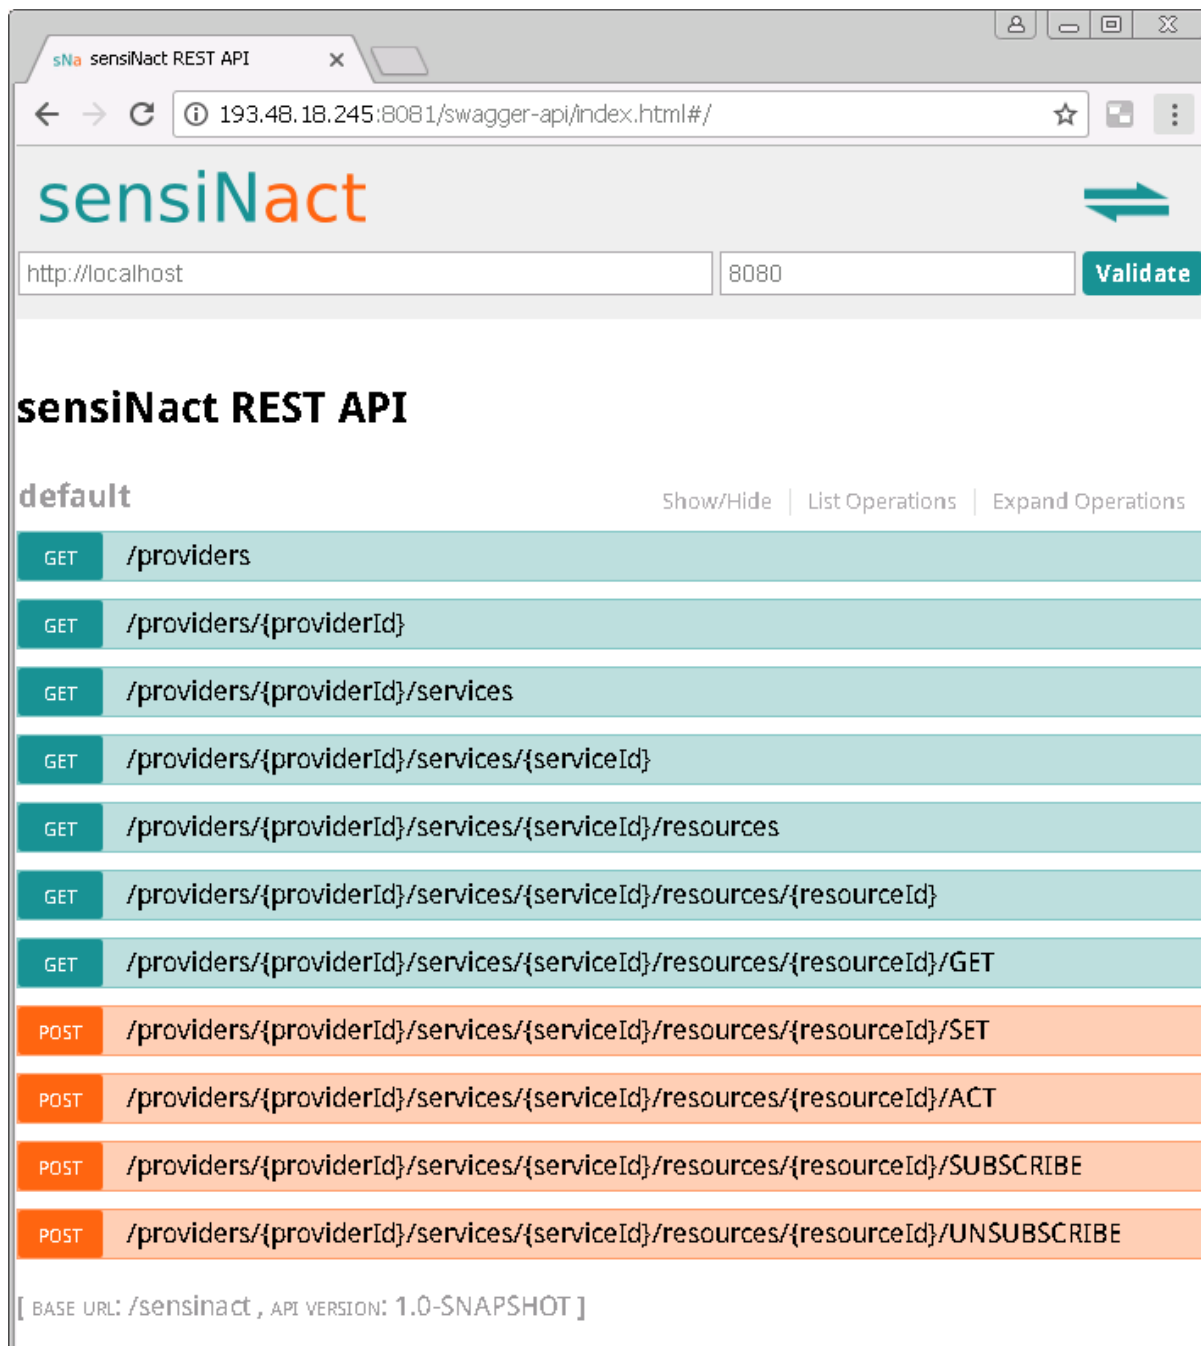 sNa sensiNact REST API
193.48.18.245:8081/swagger-api/index.html#/
sensiNact
http://localhost 8080 Validate
sensiNact REST API
default Show/Hide List Operations Expand Operations
GET /providers
GET /providers/{providerId}
GET /providers/{providerId}/services
GET /providers/{providerId}/services/{serviceId}
GET /providers/{providerId}/services/{serviceId}/resources
GET /providers/{providerId}/services/{serviceId}/resources/{resourceId}
GET /providers/{providerId}/services/{serviceId}/resources/{resourceId}/GET
POST /providers/{providerId}/services/{serviceId}/resources/{resourceId}/SET
POST /providers/{providerId}/services/{serviceId}/resources/{resourceId}/ACT
POST /providers/{providerId}/services/{serviceId}/resources/{resourceId}/SUBSCRIBE
POST /providers/{providerId}/services/{serviceId}/resources/{resourceId}/UNSUBSCRIBE
[ BASE URL: /sensinact , API VERSION: 1.0-SNAPSHOT ]